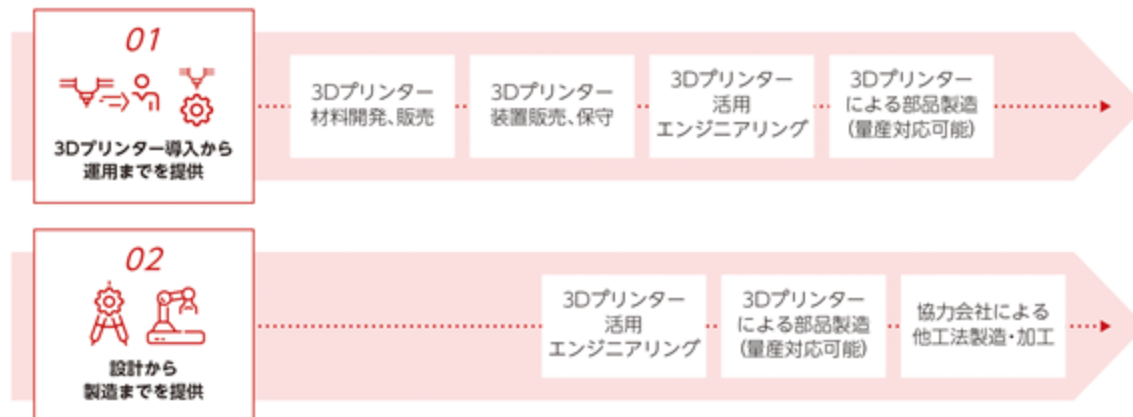 01
3Dプリンター導入から
運用までを提供
3Dプリンター
材料開発、販売
3Dプリンター
装置販売、保守
3Dプリンター
活用
エンジニアリング
3Dプリンター
による部品製造
(量産対応可能)
02
設計から
製造までを提供
3Dプリンター
活用
エンジニアリング
3Dプリンター
による部品製造
(量産対応可能)
協力会社による
他工法製造・加工